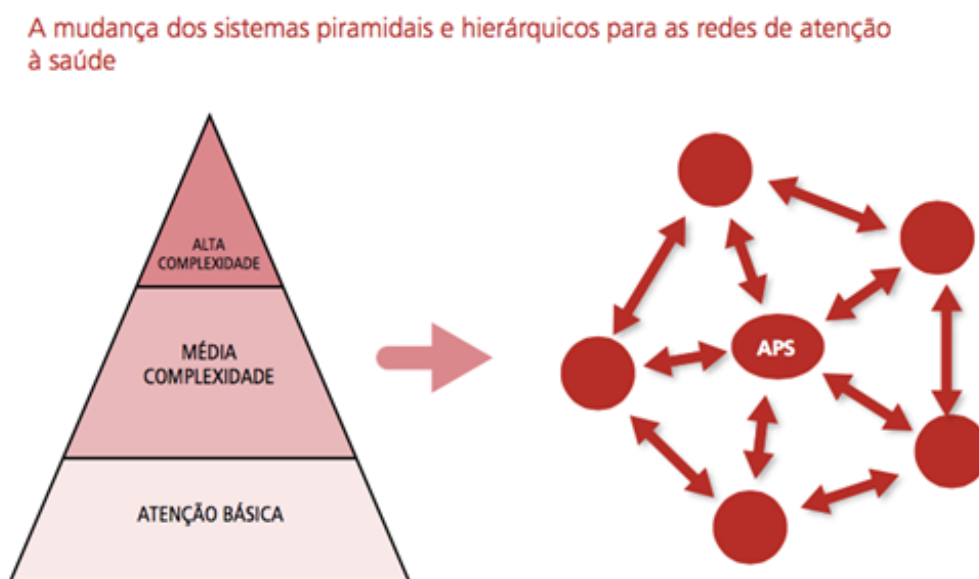 A mudança dos sistemas piramidais e hierárquicos para as redes de atenção
à saúde
ALTA
COMPLEXIDADE
MÉDIA
COMPLEXIDADE
ATENÇÃO BÁSICA
APS